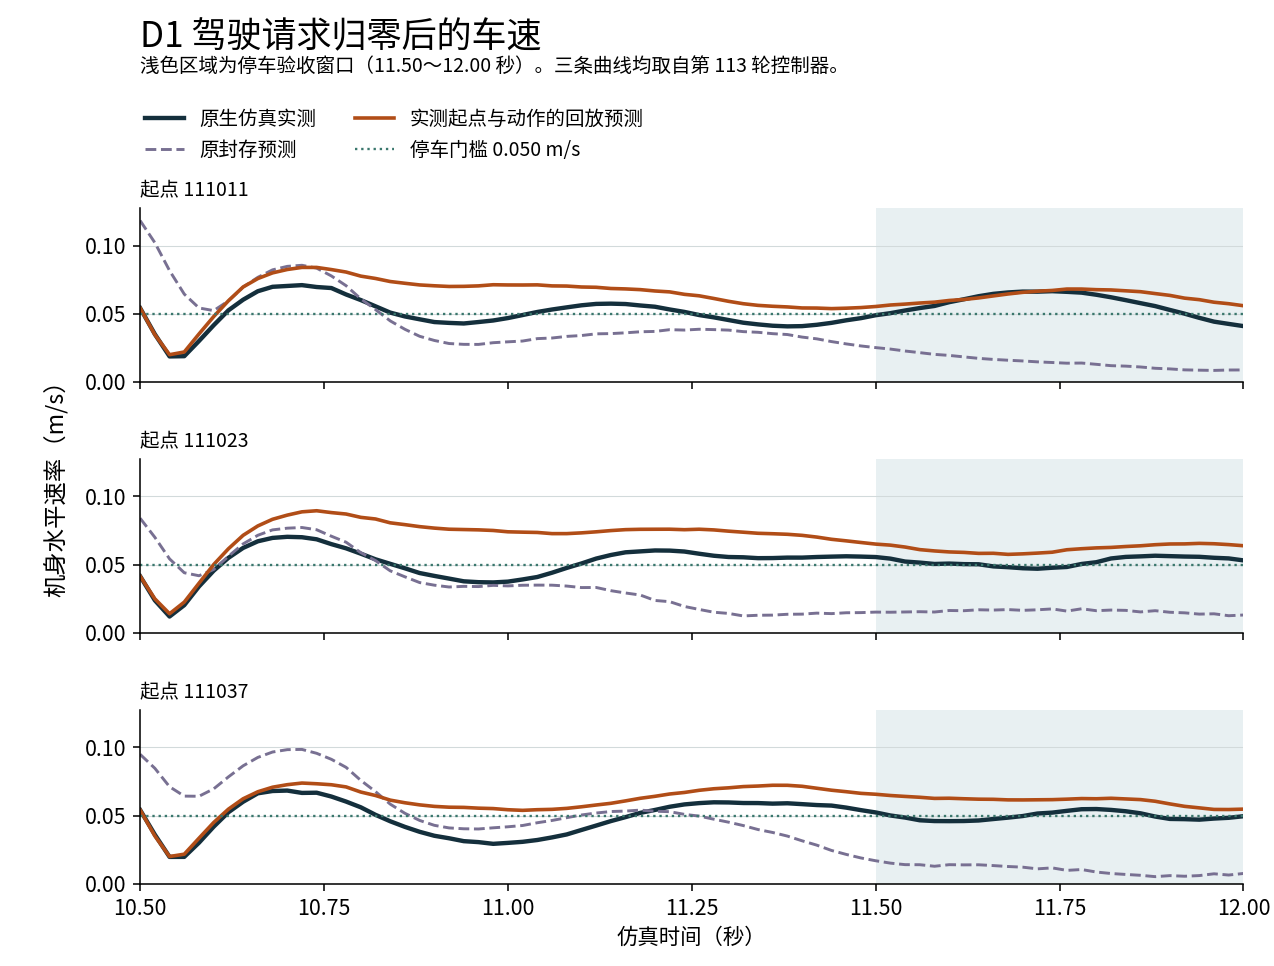 D1 驾驶请求归零后的车速
浅色区域为停车验收窗口（11.50～12.00 秒）。三条曲线均取自第 113 轮控制器。
原生仿真实测
实测起点与动作的回放预测
原封存预测
停车门槛 0.050 m/s
起点 111011
0.10
0.05
0.00
起点 111023
0.10
0.05
0.00
机身水平速率（m/s）
起点 111037
0.10
0.05
0.00
10.50 10.75 11.00 11.25 11.50 11.75 12.00
仿真时间（秒）